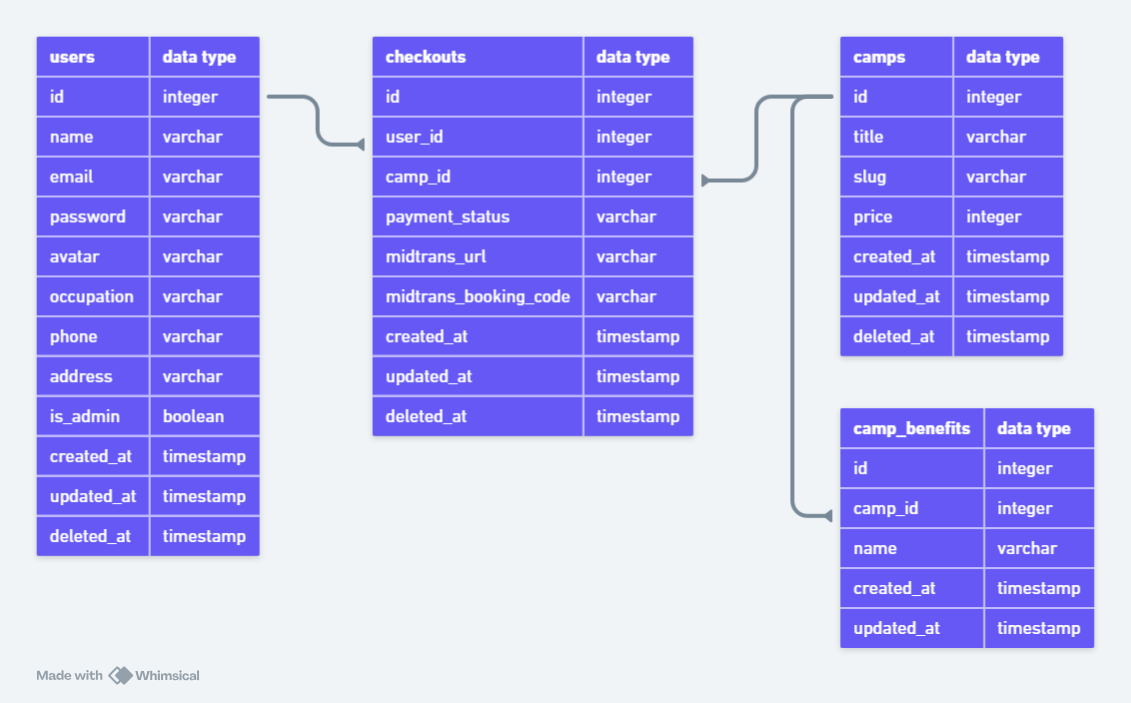 users data type
id integer
name varchar
email varchar
password varchar
avatar varchar
occupation varchar
phone varchar
address varchar
is_admin boolean
created_at timestamp
updated_at timestamp
deleted_at timestamp
checkouts data type
id integer
user_id integer
camp_id integer
payment_status varchar
midtrans_url varchar
midtrans_booking_code varchar
created_at timestamp
updated_at timestamp
deleted_at timestamp
camps data type
id integer
title varchar
slug varchar
price integer
created_at timestamp
updated_at timestamp
deleted_at timestamp
camp_benefits data type
id integer
camp_id integer
name varchar
created_at timestamp
updated_at timestamp
Made with Whimsical